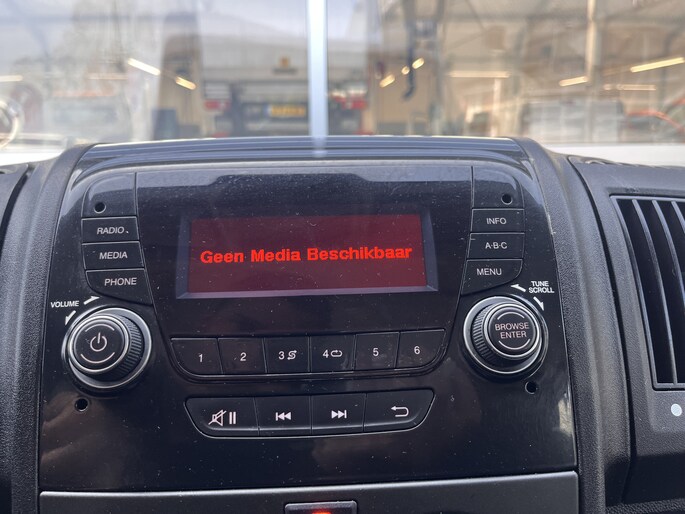 RADIO
MEDIA
PHONE
VOLUME
Geen Media Beschikbaar
INFO
A-B-C
MENU
TUNE
SCROLL
BROWSE
ENTER
1
2
3
4
5
6